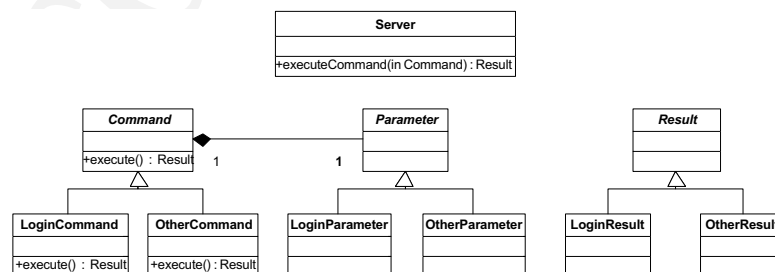 Server
+executeCommand(in Command) : Result
Command
Parameter
Result
+execute() : Result
1
1
LoginCommand
OtherCommand
LoginParameter
OtherParameter
LoginResult
OtherResult
+execute() : Result
+execute() : Result